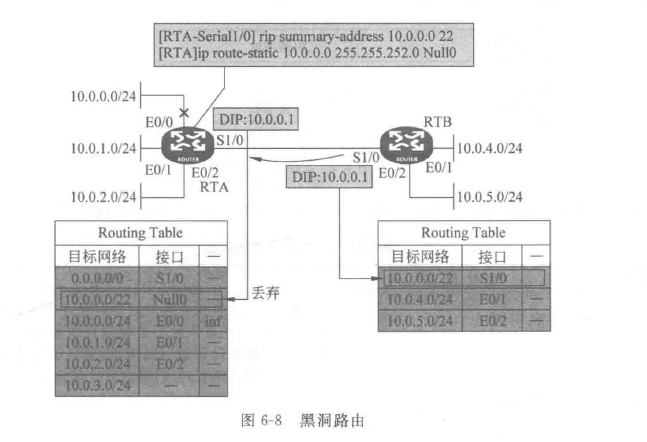 [RTA-Serial1/0] rip summary-address 10.0.0.0 22
[RTA]ip route-static 10.0.0.0 255.255.252.0 Null0
10.0.0.0/24
E0/0
DIP:10.0.0.1
RTB
10.0.1.0/24
S1/0
10.0.4.0/24
ROUTER
ROUTER
E0/1
E0/2
RTA
S1/0
E0/2
E0/1
DIP:10.0.0.1
10.0.2.0/24
10.0.5.0/24
Routing Table
目标网络 接口 —
0.0.0.0/0 S1/0 —
10.0.0.0/22 Null0 —
10.0.0.0/24 E0/0 inf
10.0.1.0/24 E0/1 —
10.0.2.0/24 E0/2 —
10.0.3.0/24 — —
丢弃
Routing Table
目标网络 接口 —
10.0.0.0/22 S1/0 —
10.0.4.0/24 E0/1 —
10.0.5.0/24 E0/2 —
图 6-8 黑洞路由